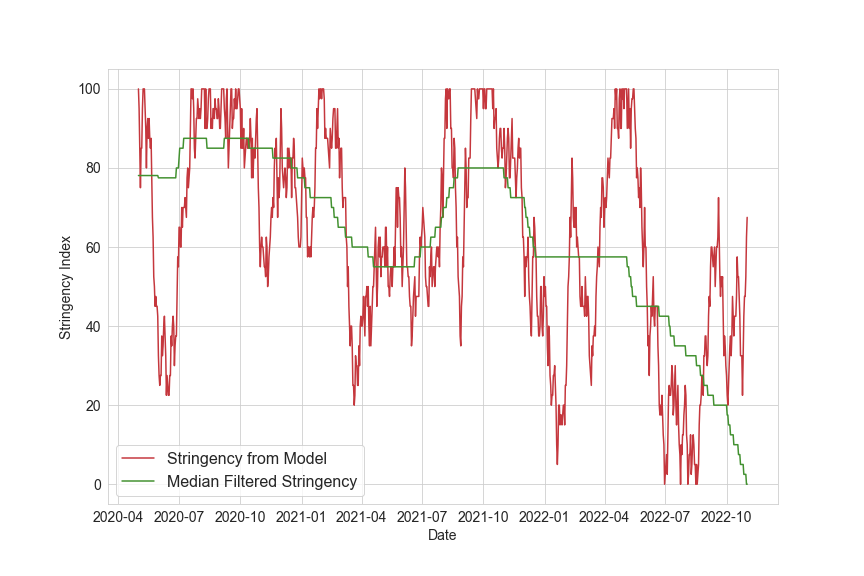 100
80
60
40
20
0
Stringency Index
Stringency from Model
Median Filtered Stringency
2020-04 2020-07 2020-10 2021-01 2021-04 2021-07 2021-10 2022-01 2022-04 2022-07 2022-10
Date